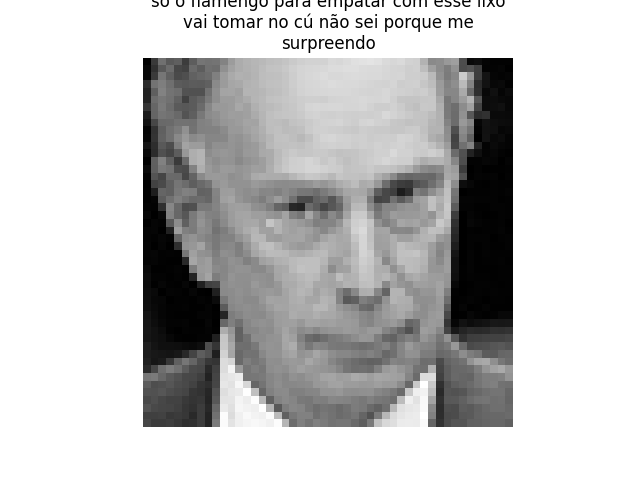 só o flamengo para empatar com esse lixo
vai tomar no cú não sei porque me
surpreendo